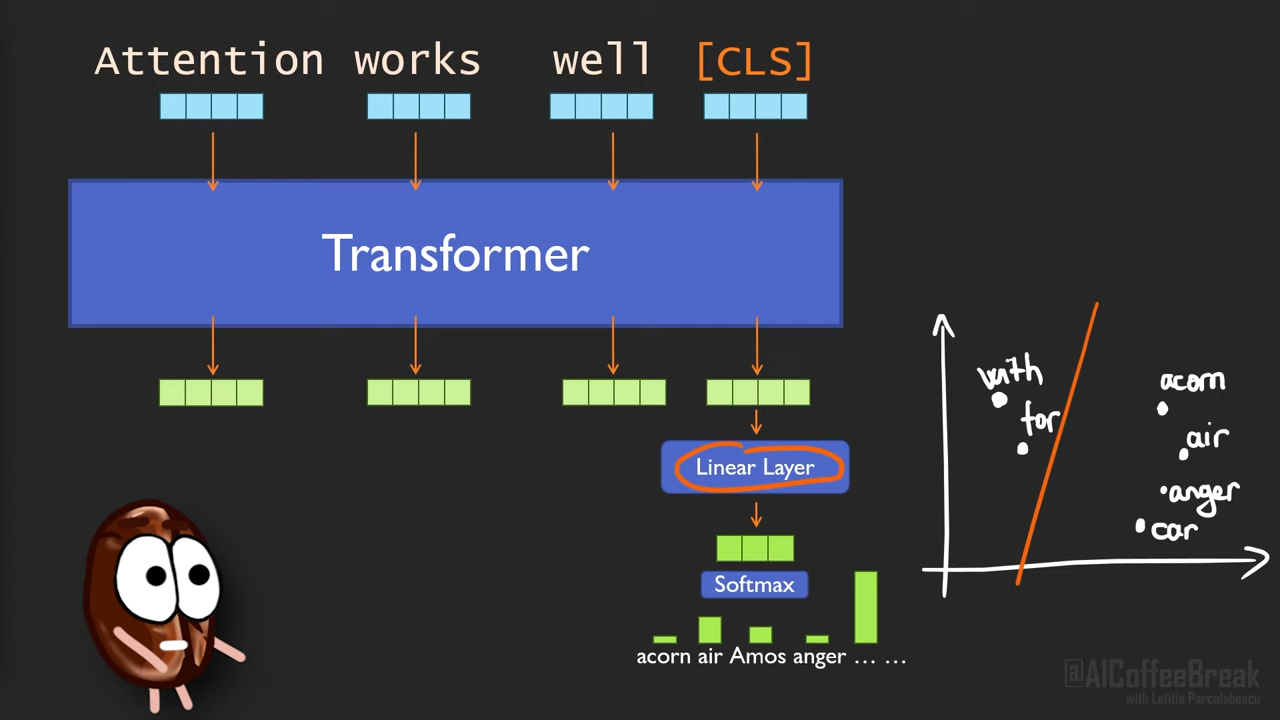 Attention works well [CLS]
Transformer
Linear Layer
Softmax
acorn air Amos anger ... ...
with
for
acorn
air
anger
car
@AICoffeeBreak
with Letitia Parcalabescu